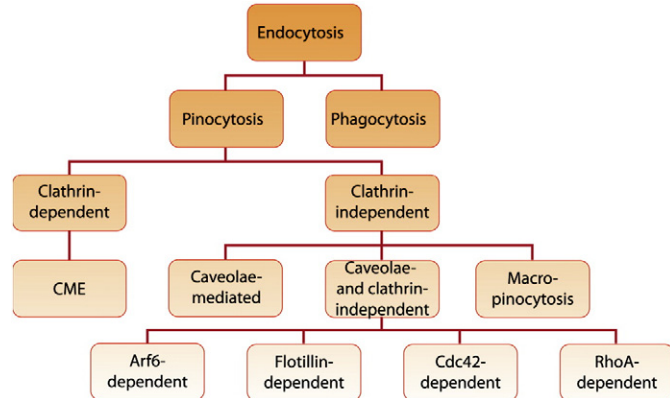 Endocytosis
Pinocytosis
Phagocytosis
Clathrin-
dependent
Clathrin-
independent
CME
Caveolae-
mediated
Caveolae-
and clathrin-
independent
Macro-
pinocytosis
Arf6-
dependent
Flotillin-
dependent
Cdc42-
dependent
RhoA-
dependent